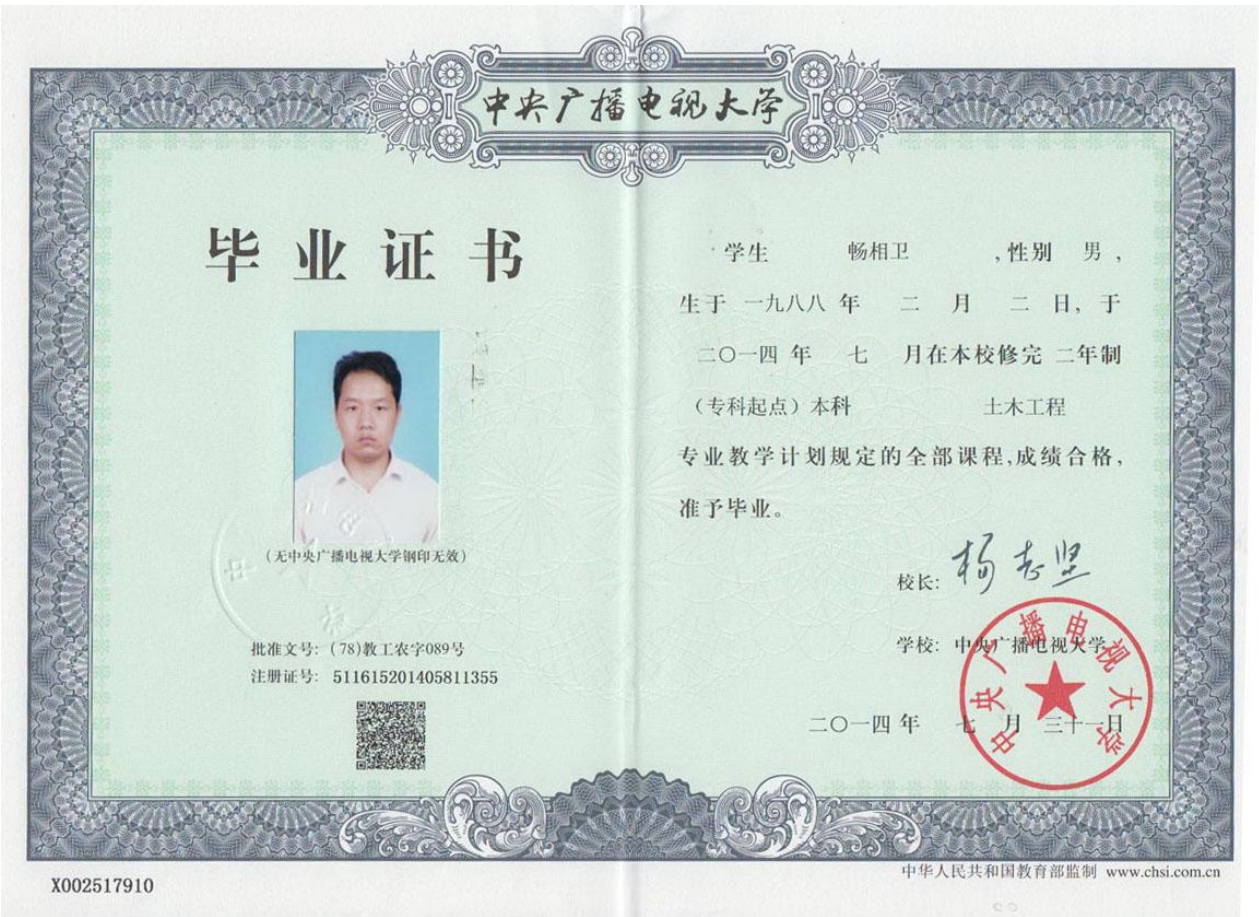 中央广播电视大学
毕业证书
(无中央广播电视大学钢印无效)
批准文号: (78)教工农字089号
注册证号: 511615201405811355
学生 畅相卫 ,性别 男 ,
生于 一九八八 年 二 月 二 日, 于
二〇一四 年 七 月在本校修完 二年制
(专科起点) 本科 土木工程
专业教学计划规定的全部课程,成绩合格,
准予毕业。
校长: 杨志坚
学校: 中央广播电视大学
中央广播电视大学
二〇一四 年 七 月 三十一日
X002517910
中华人民共和国教育部监制 www.chsi.com.cn